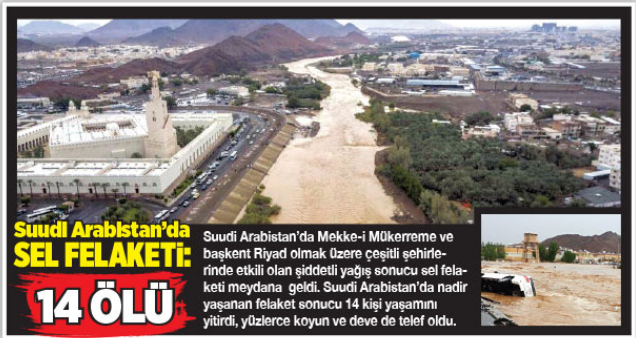 Suudi Arabistan'da
SEL FELAKETİ:
14 ÖLÜ
Suudi Arabistan'da Mekke-i Mükerreme ve
başkent Riyad olmak üzere çeşitli şehirle-
rinde etkili olan şiddetli yağış sonucu sel fela-
keti meydana geldi. Suudi Arabistan'da nadir
yaşanan felaket sonucu 14 kişi yaşamını
yitirdi, yüzlerce koyun ve deve de telef oldu.